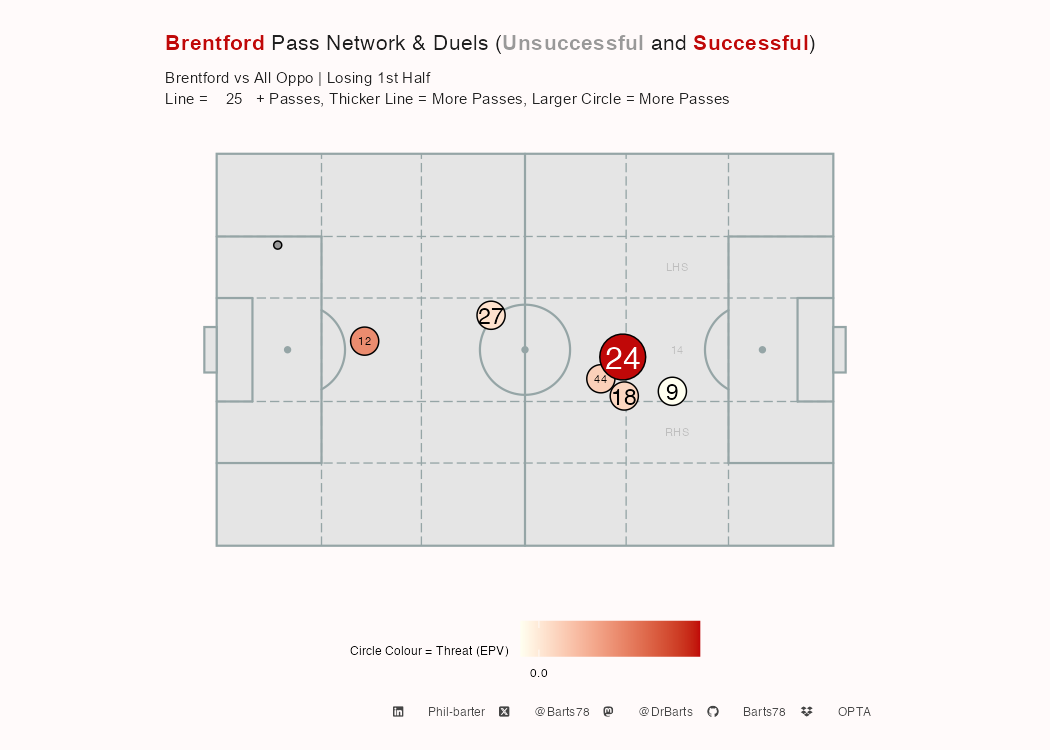 Brentford Pass Network & Duels (Unsuccessful and Successful)
Brentford vs All Oppo | Losing 1st Half
Line = 25 + Passes, Thicker Line = More Passes, Larger Circle = More Passes
LHS
27
12
24
14
44
18
9
RHS
Circle Colour = Threat (EPV)
0.0
Phil-barter @Barts78 @DrBarts Barts78 OPTA